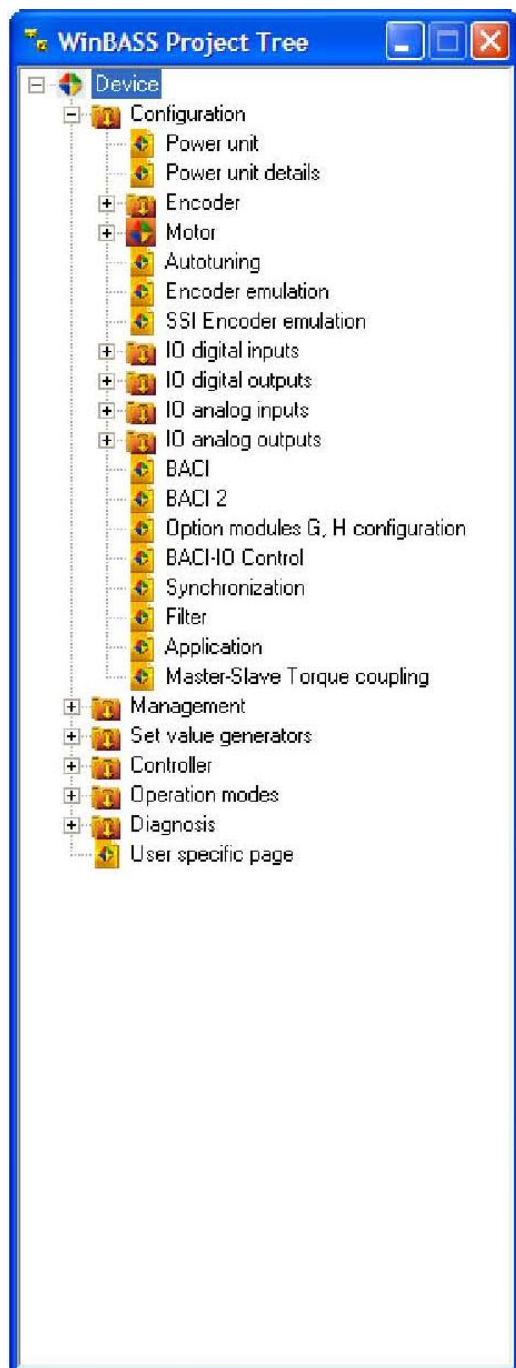 WinBASS Project Tree
Device
Configuration
Power unit
Power unit details
Encoder
Motor
Autotuning
Encoder emulation
SSI Encoder emulation
IO digital inputs
IO digital outputs
IO analog inputs
IO analog outputs
BACI
BACI 2
Option modules G, H configuration
BACI-IO Control
Synchronization
Filter
Application
Master-Slave Torque coupling
Management
Set value generators
Controller
Operation modes
Diagnosis
User specific page